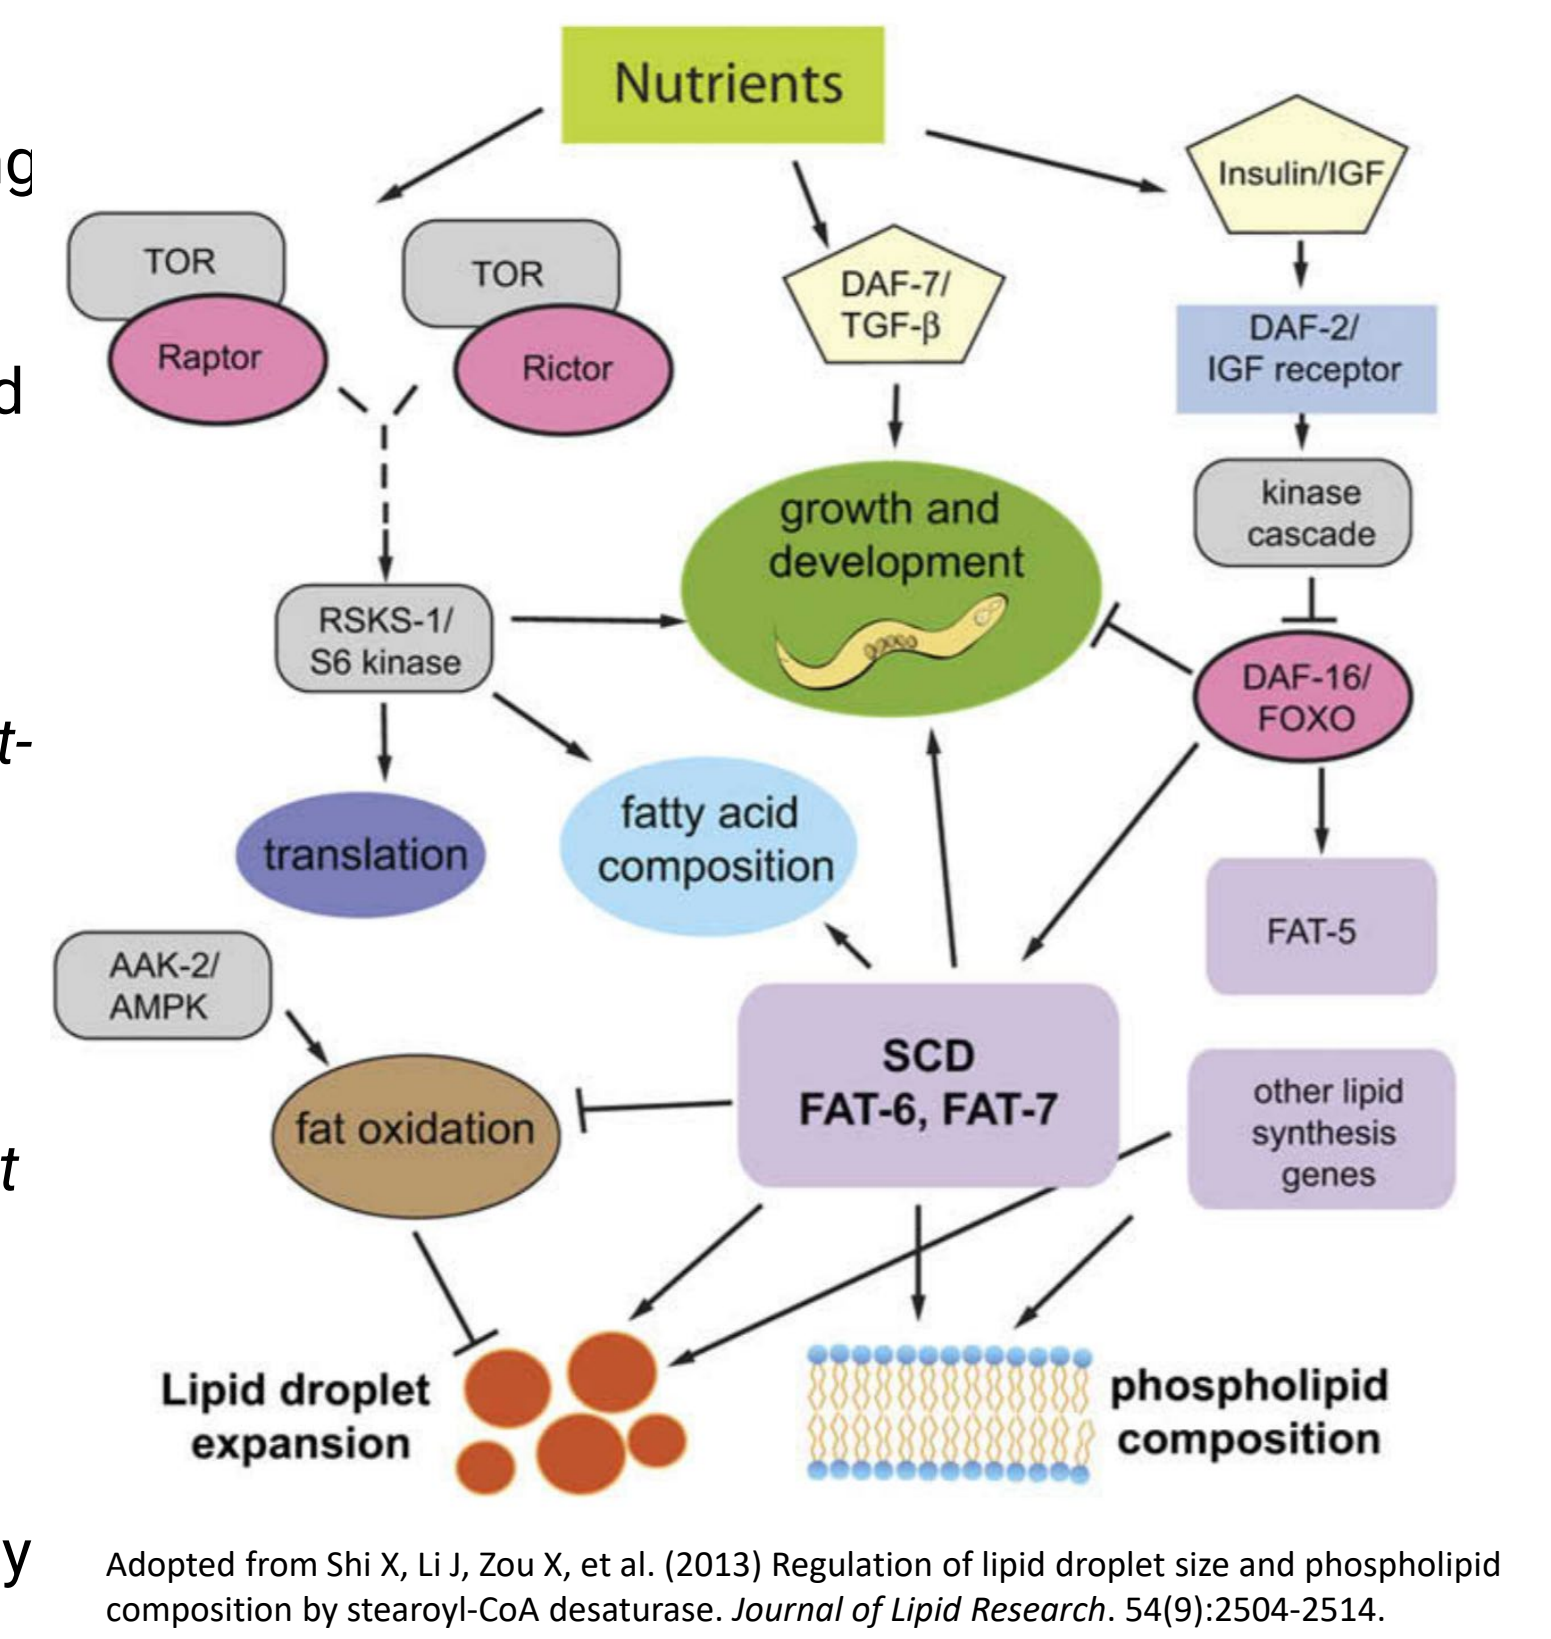 Nutrients
Insulin/IGF
TOR
TOR
Raptor
Rictor
DAF-7/
TGF-β
DAF-2/
IGF receptor
kinase
cascade
growth and
development
RSKS-1/
S6 kinase
DAF-16/
FOXO
translation
fatty acid
composition
FAT-5
AAK-2/
AMPK
fat oxidation
SCD
FAT-6, FAT-7
other lipid
synthesis
genes
Lipid droplet
expansion
phospholipid
composition
Adopted from Shi X, Li J, Zou X, et al. (2013) Regulation of lipid droplet size and phospholipid
composition by stearoyl-CoA desaturase. Journal of Lipid Research. 54(9):2504-2514.